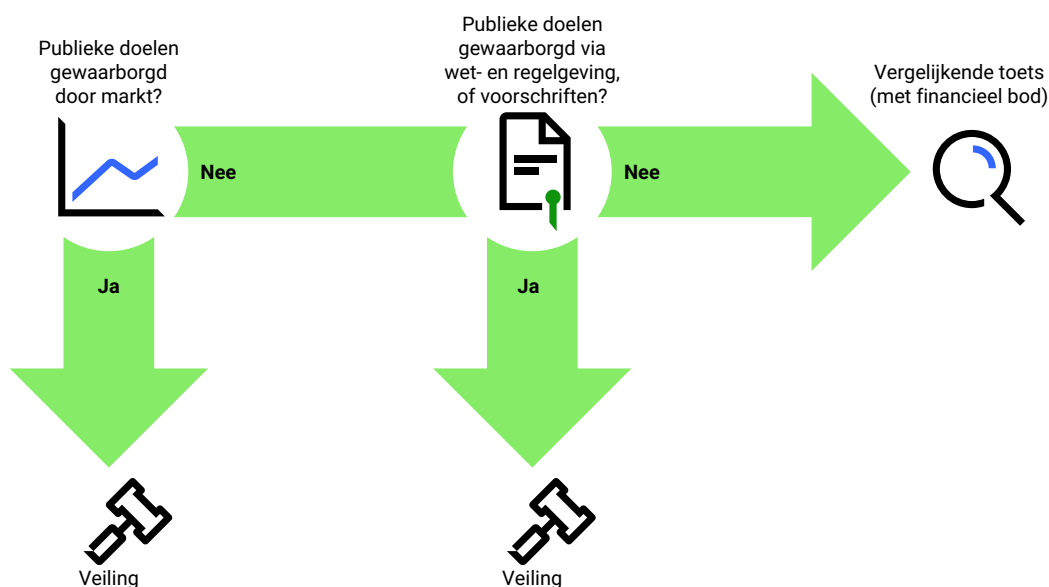 Publieke doelen
gewaarborgd
door markt?
Publieke doelen
gewaarborgd via
wet- en regelgeving,
of voorschriften?
Vergelijkende toets
(met financieel bod)
Nee
Nee
Ja
Ja
Veiling
Veiling